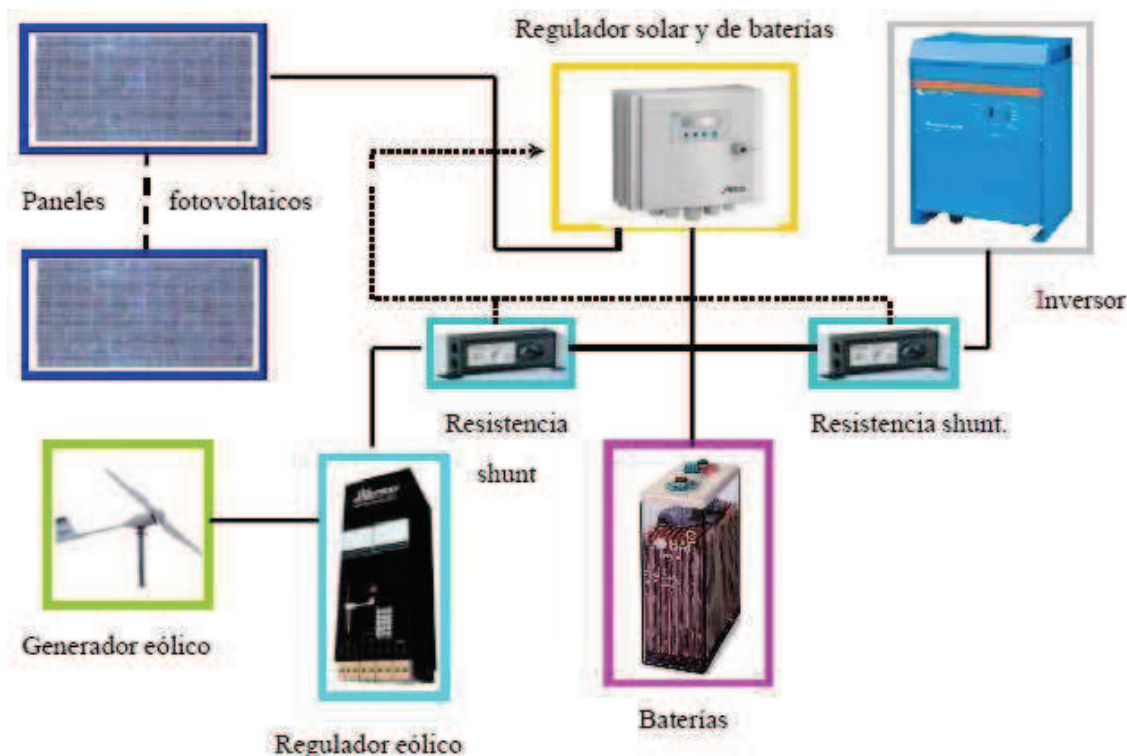 Regulador solar y de baterías
Paneles fotovoltaicos
Inversor
Resistencia
shunt
Resistencia shunt.
Generador eólico
Regulador eólico
Baterías